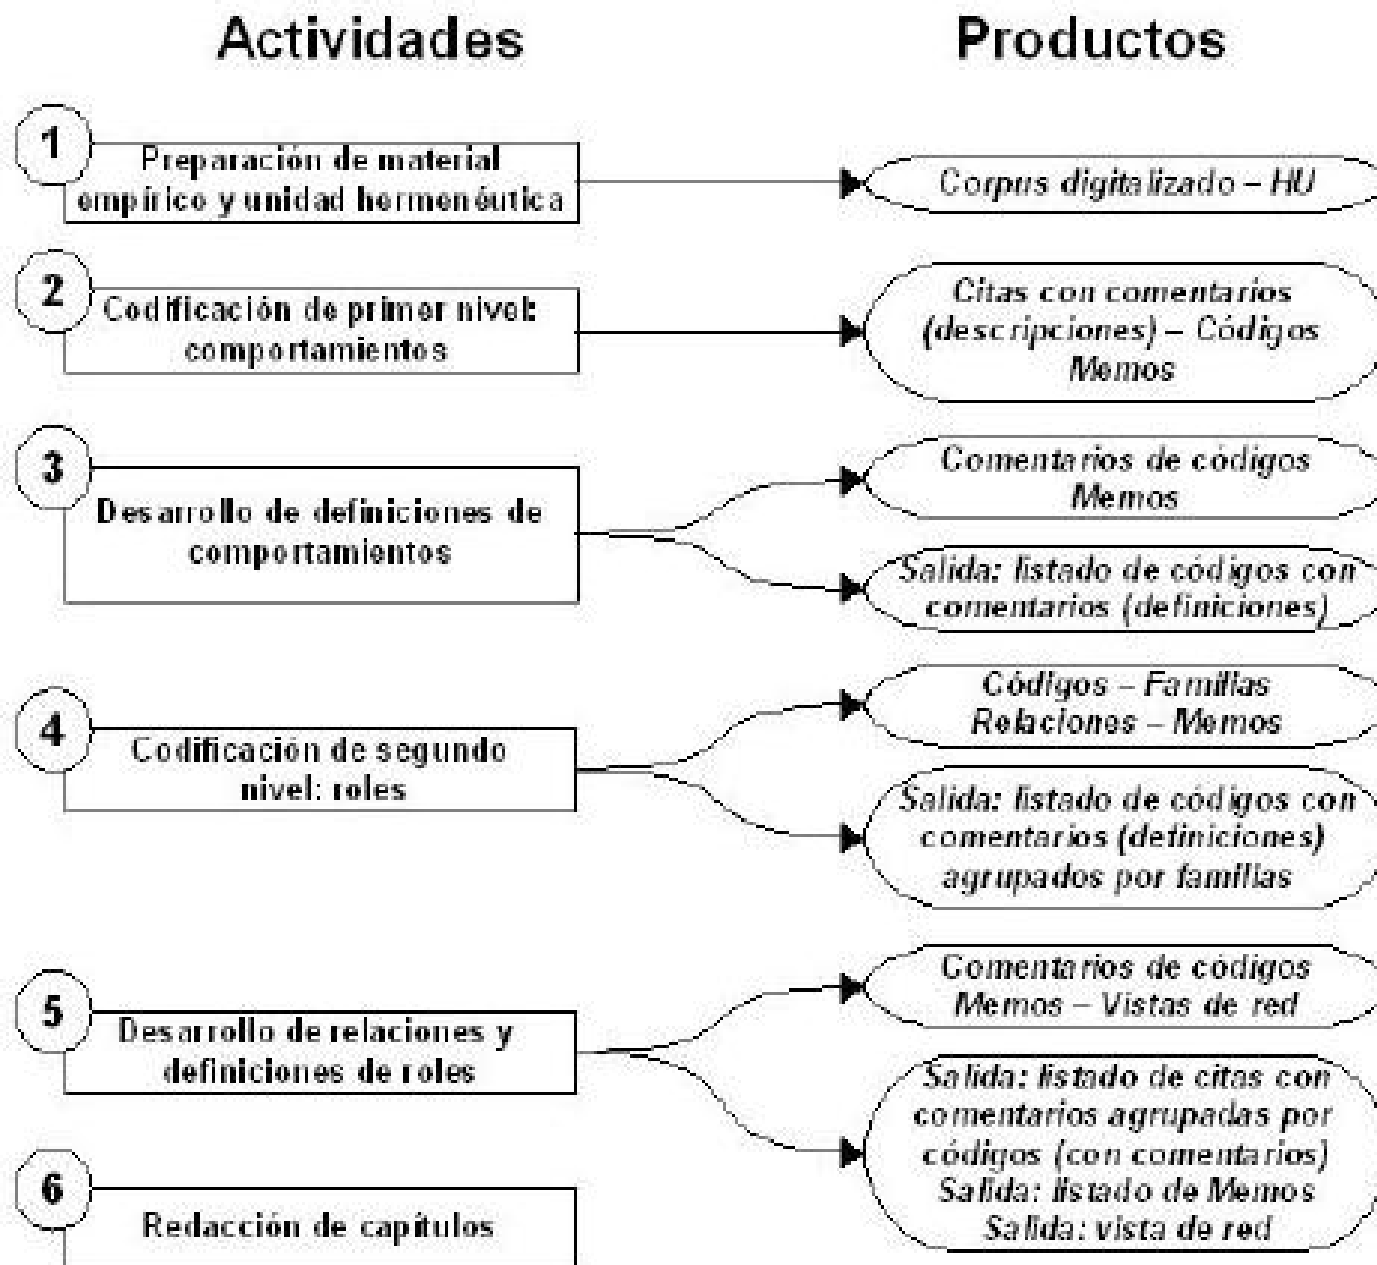 Actividades
Productos
1
Preparación de material
empírico y unidad hermenéutica
Corpus digitalizado – HU
2
Codificación de primer nivel:
comportamientos
Citas con comentarios
(descripciones) – Códigos
Memos
3
Desarrollo de definiciones de
comportamientos
Comentarios de códigos
Memos
Salida: listado de códigos con
comentarios (definiciones)
4
Codificación de segundo
nivel: roles
Códigos – Familias
Relaciones – Memos
Salida: listado de códigos con
comentarios (definiciones)
agrupados por familias
5
Desarrollo de relaciones y
definiciones de roles
Comentarios de códigos
Memos – Vistas de red
Salida: listado de citas con
comentarios agrupadas por
códigos (con comentarios)
Salida: listado de Memos
Salida: vista de red
6
Redacción de capítulos